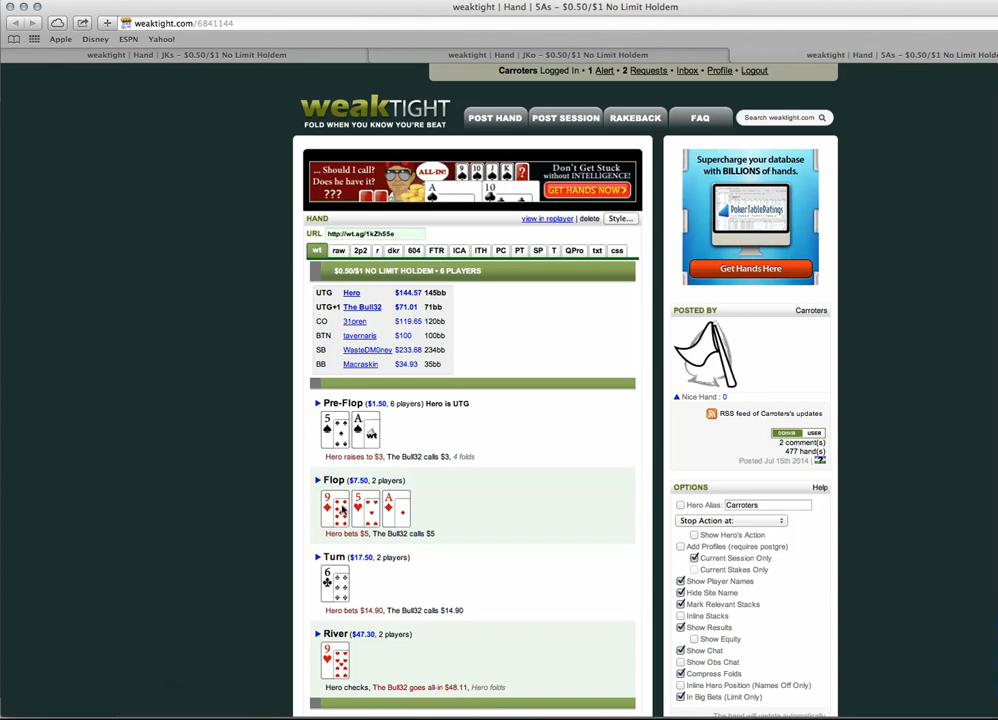 weaktight | Hand | 5As – $0.50/$1 No Limit Holdem
weaktight.com/6841144
Apple Disney ESPN Yahoo!
weaktight | Hand | JKs – $0.50/$1 No Limit Holdem
weaktight | Hand | JKo – $0.50/$1 No Limit Holdem
weaktight | Hand | 5As – $0.50/$1 No Limit Holdem
Carroters Logged In • 1 Alert • 2 Requests • Inbox • Profile • Logout
weakTIGHT
FOLD WHEN YOU KNOW YOU'RE BEAT
POST HAND
POST SESSION
RAKEBACK
FAQ
Search weaktight.com
... Should I call?
Does he have it?
???
ALL-IN!
9 10 J K ?
A 10
Don't Get Stuck
without INTELLIGENCE!
GET HANDS NOW
HAND
view in replayer | delete
Style...
URL http://wt.ag/1kZh55e
wt raw 2p2 r dkr 604 FTR ICA ITH PC PT SP T QPro txt css
$0.50/$1 NO LIMIT HOLDEM • 6 PLAYERS
UTG Hero $144.57 145bb
UTG+1 The Bull32 $71.01 71bb
CO 31oren $119.65 120bb
BTN tavernaris $100 100bb
SB WasteDM0ney $233.68 234bb
BB Macraskin $34.93 35bb
Pre-Flop ($1.50, 6 players) Hero is UTG
5 A
wt
Hero raises to $3, The Bull32 calls $3, 4 folds
Flop ($7.50, 2 players)
9 5 A
Hero bets $5, The Bull32 calls $5
Turn ($17.50, 2 players)
6
Hero bets $14.90, The Bull32 calls $14.90
River ($47.30, 2 players)
9
Hero checks, The Bull32 goes all-in $48.11, Hero folds
Supercharge your database
with BILLIONS of hands.
PokerTableRatings
Get Hands Here
POSTED BY Carroters
Nice Hand : 0
RSS feed of Carroters's updates
USER
2 comment(s)
477 hand(s)
Posted Jul 15th 2014
OPTIONS Help
Hero Alias: Carroters
Stop Action at:
Show Hero's Action
Add Profiles (requires postgre)
Current Session Only
Current Stakes Only
Show Player Names
Hide Site Name
Mark Relevant Stacks
Inline Stacks
Show Results
Show Equity
Show Chat
Show Obs Chat
Compress Folds
Inline Hero Position (Names Off Only)
In Big Bets (Limit Only)
The hand will update automatically